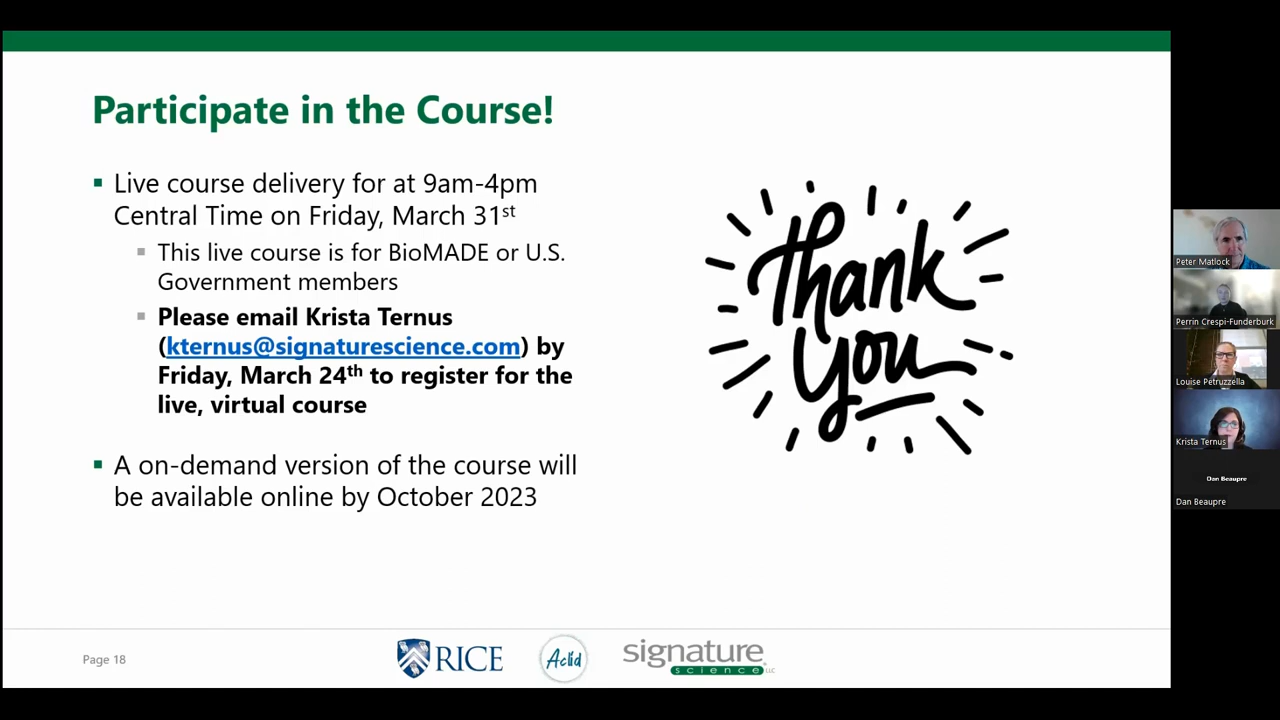 Participate in the Course!
Live course delivery for at 9am-4pm
Central Time on Friday, March 31st
This live course is for BioMADE or U.S.
Government members
Please email Krista Ternus
(kternus@signaturescience.com) by
Friday, March 24th to register for the
live, virtual course
A on-demand version of the course will
be available online by October 2023
Thank
You
Page 18
RICE
Aclid
signature
science LLC
Peter Matlock
Perrin Crespi-Funderburk
Louise Petruzzella
Krista Ternus
Dan Beaupre
Dan Beaupre